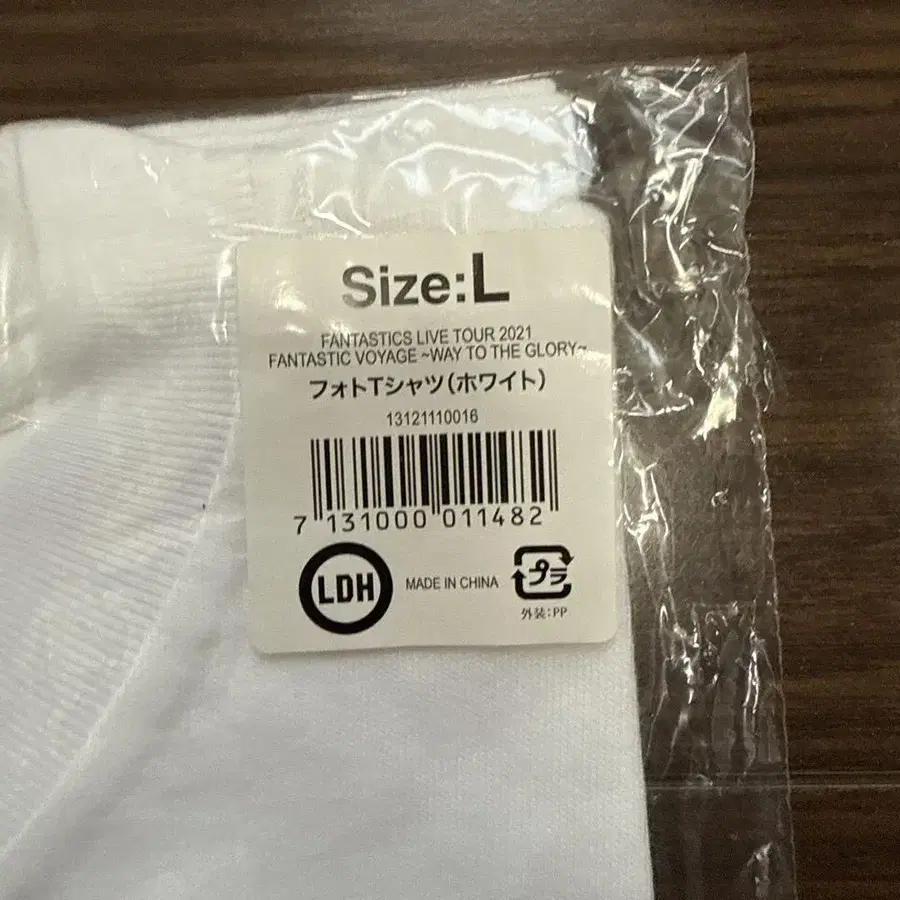 Size:L
FANTASTICS LIVE TOUR 2021
FANTASTIC VOYAGE ~WAY TO THE GLORY~
フォトTシャツ(ホワイト)
13121110016
7 131000 011482
LDH
MADE IN CHINA
プラ
外装:PP